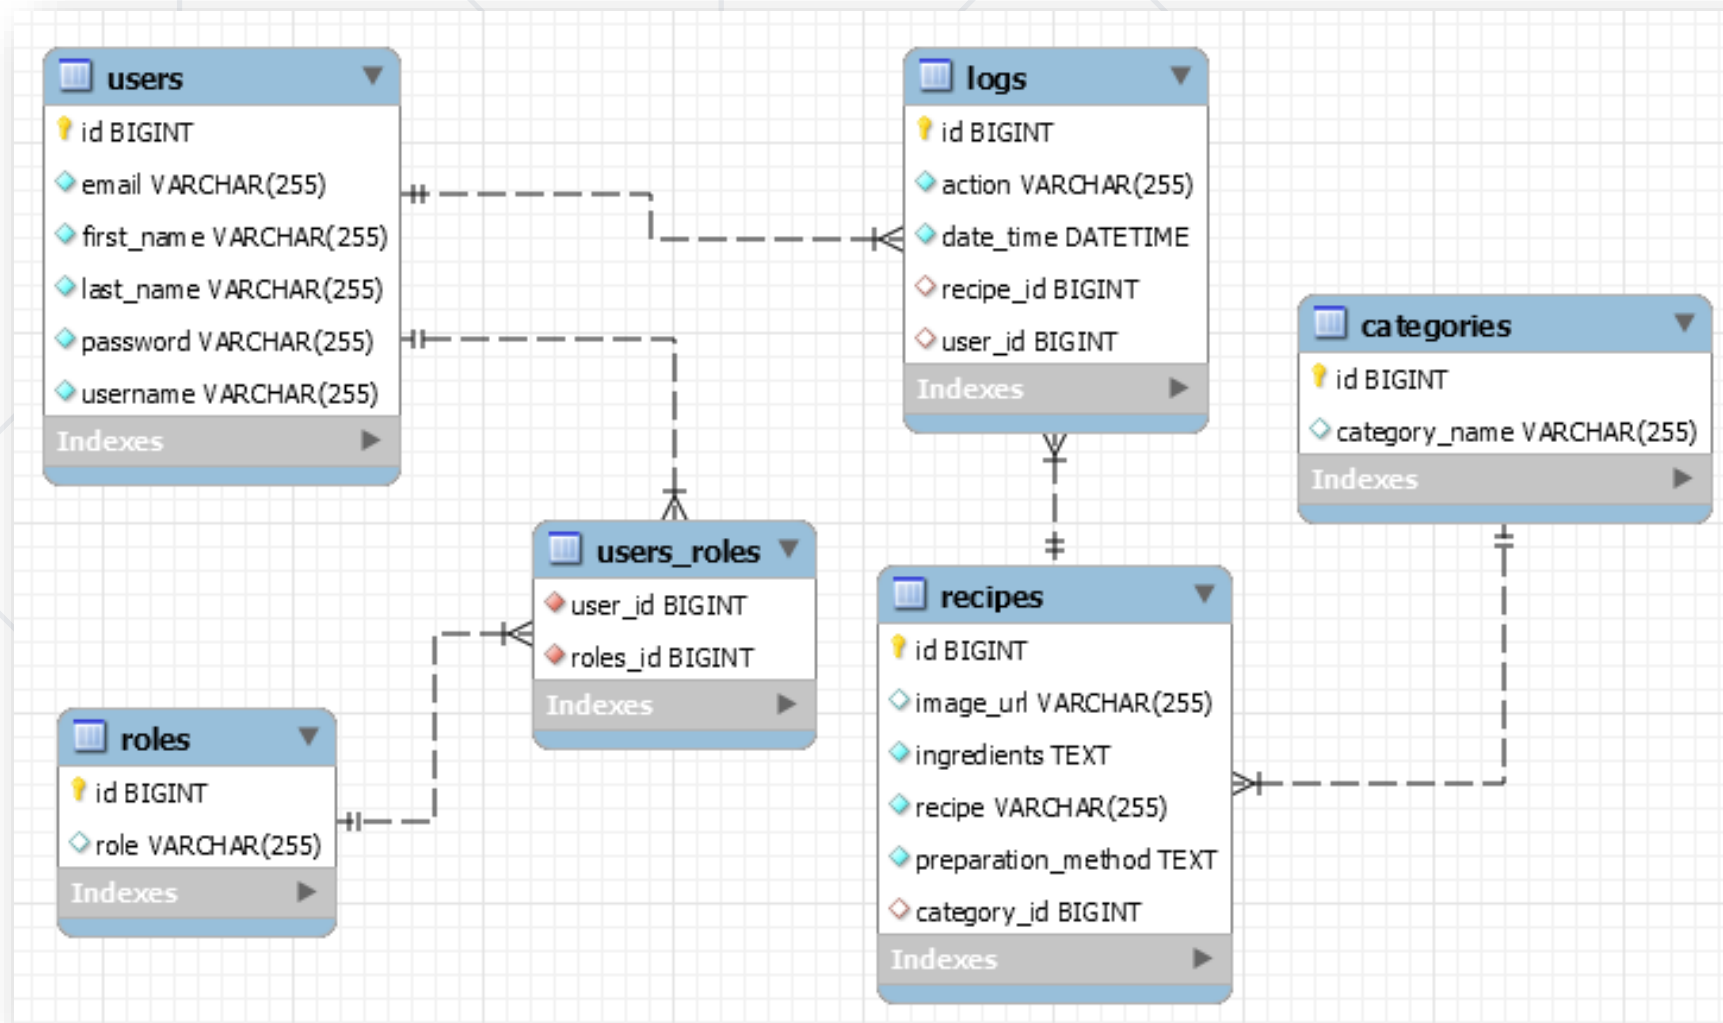 users
id BIGINT
email VARCHAR(255)
first_name VARCHAR(255)
last_name VARCHAR(255)
password VARCHAR(255)
username VARCHAR(255)
Indexes
logs
id BIGINT
action VARCHAR(255)
date_time DATETIME
recipe_id BIGINT
user_id BIGINT
Indexes
categories
id BIGINT
category_name VARCHAR(255)
Indexes
users_roles
user_id BIGINT
roles_id BIGINT
Indexes
recipes
id BIGINT
image_url VARCHAR(255)
ingredients TEXT
recipe VARCHAR(255)
preparation_method TEXT
category_id BIGINT
Indexes
roles
id BIGINT
role VARCHAR(255)
Indexes